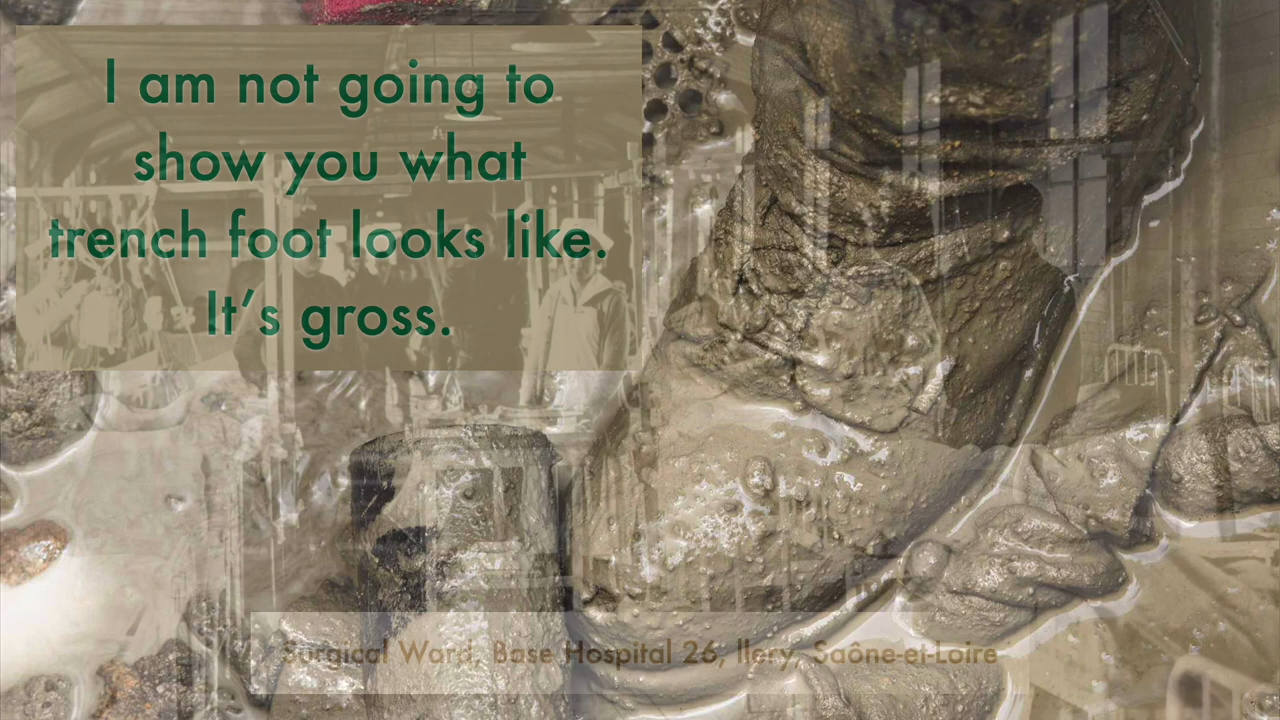 I am not going to
show you what
trench foot looks like.
It’s gross.
Surgical Ward, Base Hospital 26, llery, Saône-et-Loire